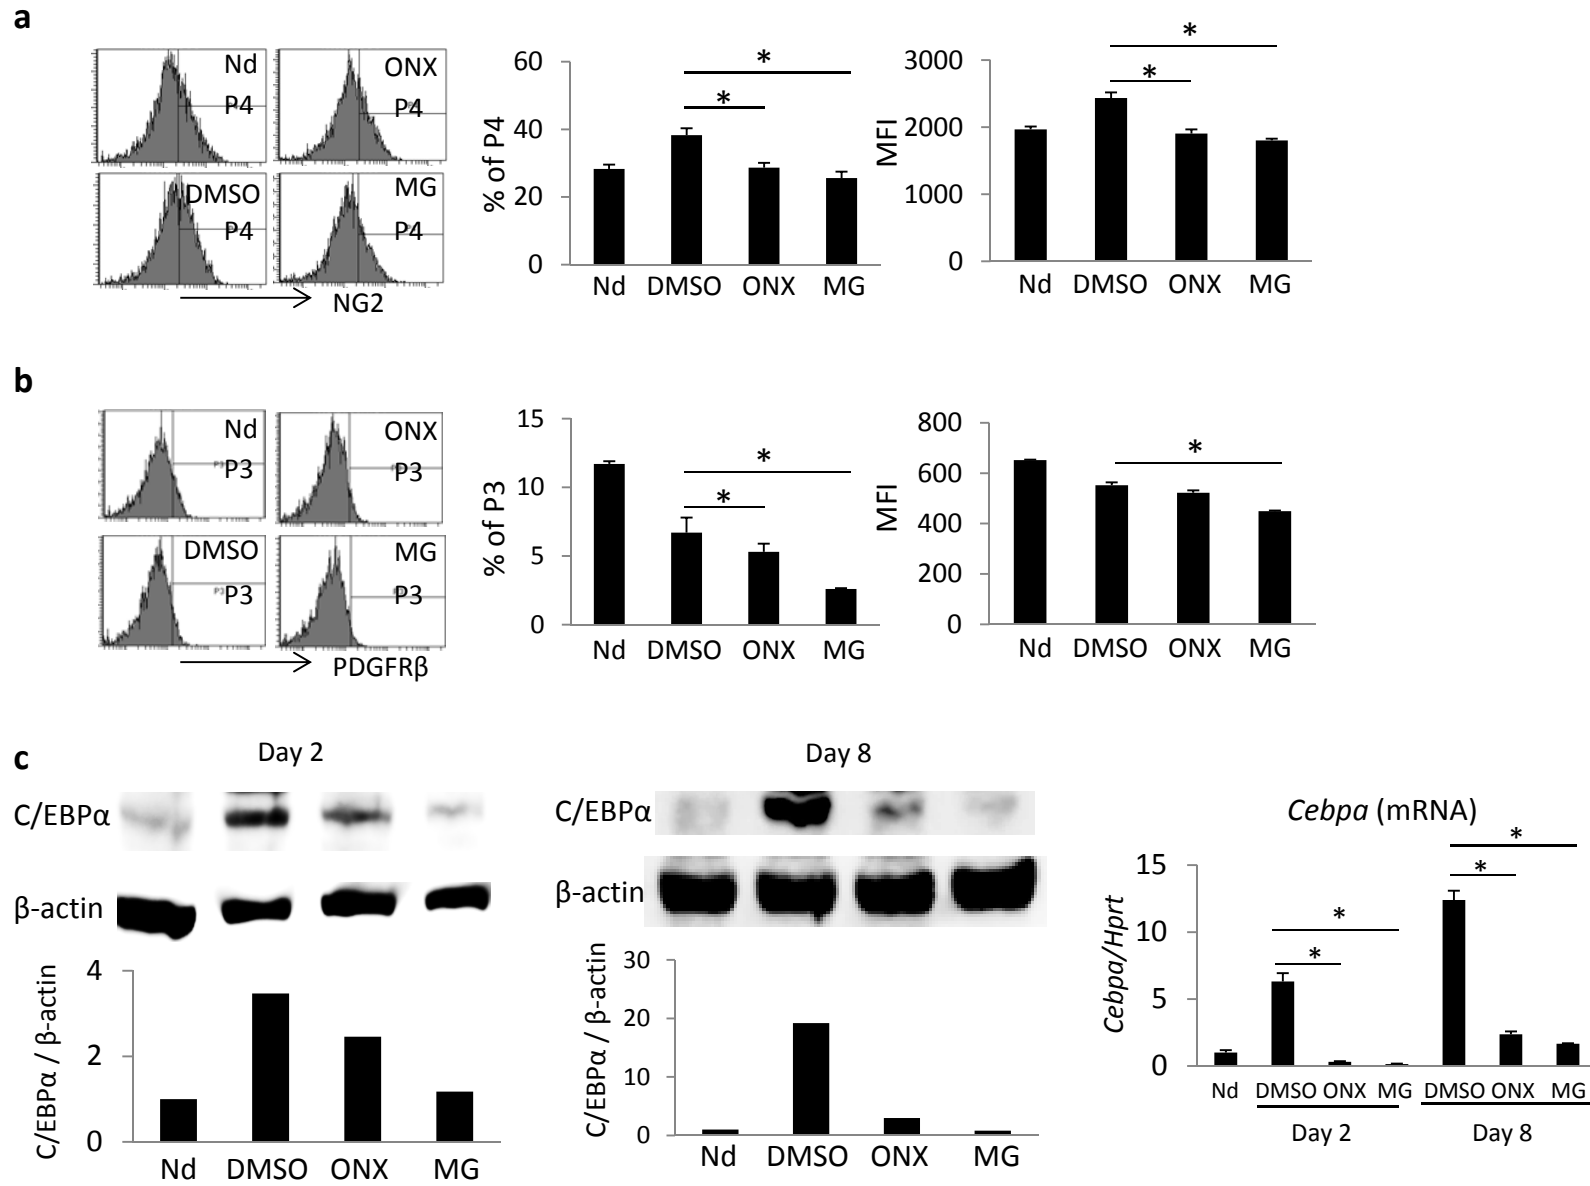 a
Nd
P4
ONX
P4
DMSO
P4
MG
P4
NG2
% of P4
60
40
20
0
*
*
Nd DMSO ONX MG
MFI
3000
2000
1000
0
*
*
Nd DMSO ONX MG
b
Nd
P3
ONX
P3
DMSO
P3
MG
P3
PDGFRβ
% of P3
15
10
5
0
*
*
Nd DMSO ONX MG
MFI
800
600
400
200
0
*
Nd DMSO ONX MG
c
Day 2
C/EBPα
β-actin
C/EBPα / β-actin
4
2
0
Nd DMSO ONX MG
Day 8
C/EBPα
β-actin
C/EBPα / β-actin
30
20
10
0
Nd DMSO ONX MG
Cebpa (mRNA)
Cebpa/Hprt
15
10
5
0
*
*
*
*
Nd DMSO ONX MG DMSO ONX MG
Day 2 Day 8